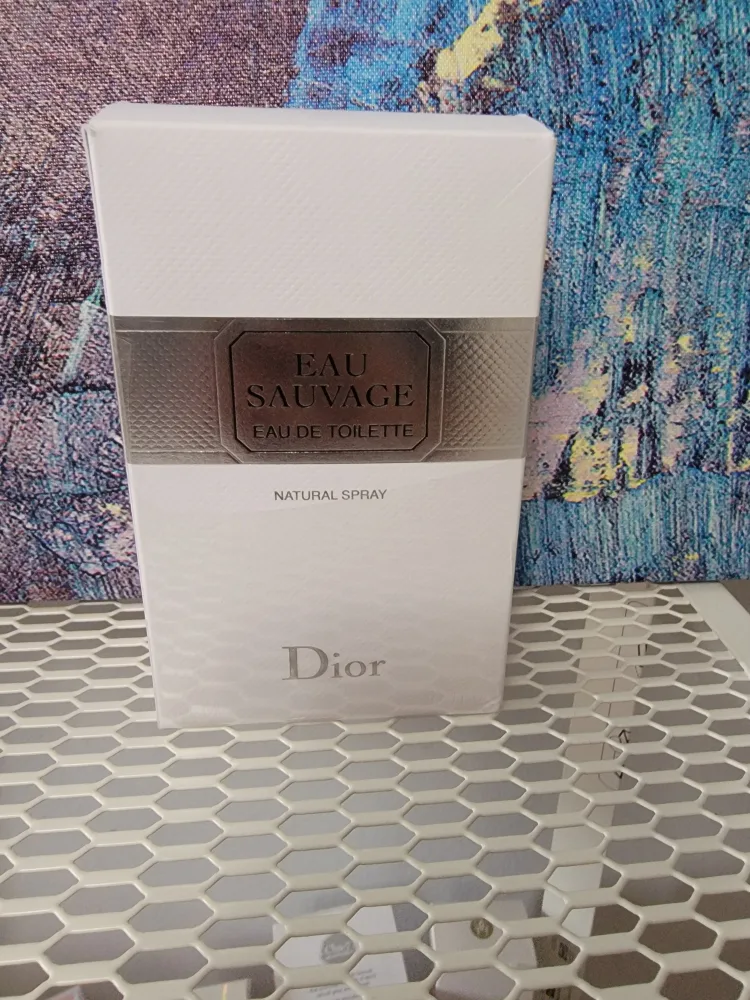 EAU
SAUVAGE
EAU DE TOILETTE
NATURAL SPRAY
Dior